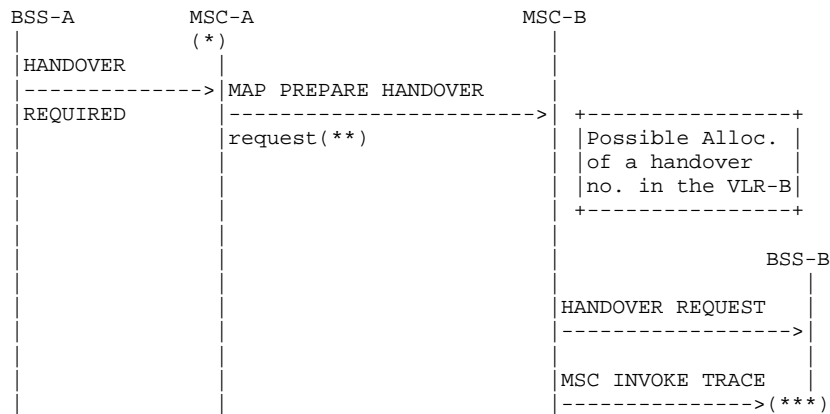 BSS-A MSC-A MSC-B
(*)
HANDOVER
MAP PREPARE HANDOVER
REQUIRED
request(**)
Possible Alloc.
of a handover
no. in the VLR-B
BSS-B
HANDOVER REQUEST
MSC INVOKE TRACE
(***)